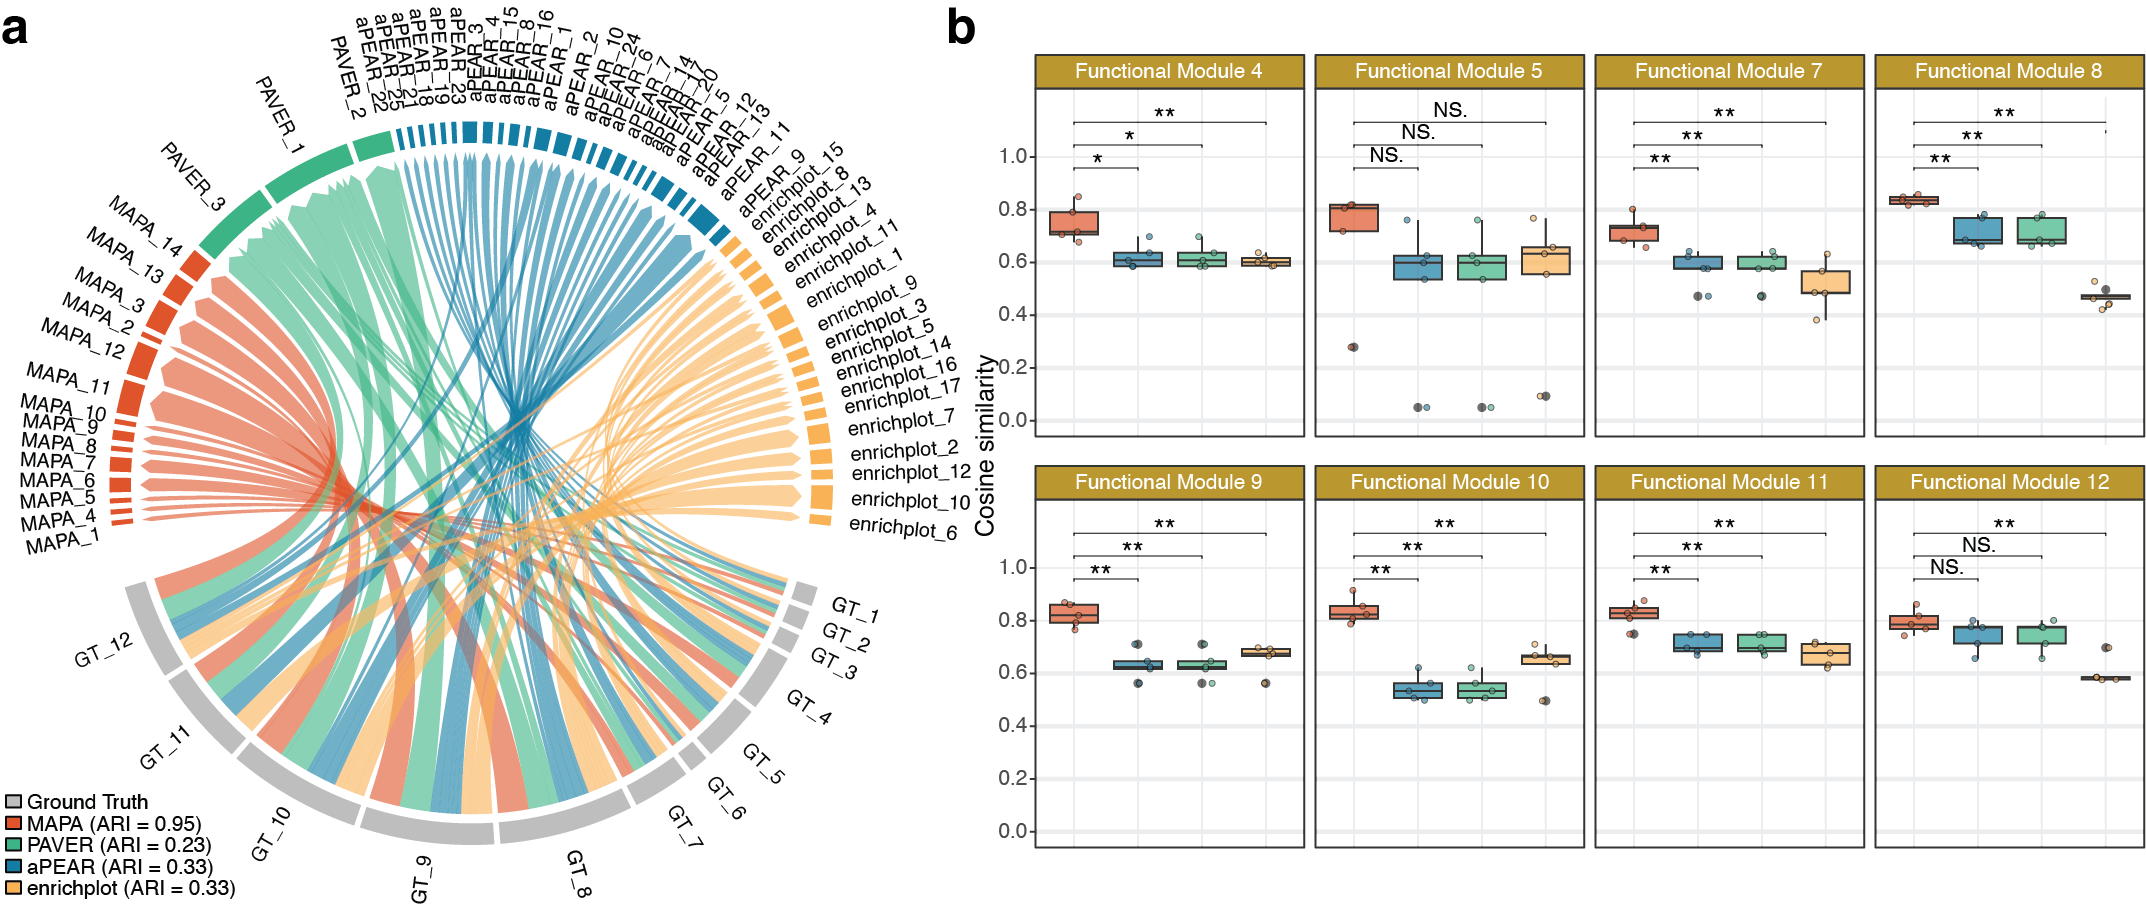 a
MAPA_1
MAPA_4
MAPA_5
MAPA_6
MAPA_7
MAPA_8
MAPA_9
MAPA_10
MAPA_11
MAPA_12
MAPA_2
MAPA_3
MAPA_13
MAPA_14
PAVER_3
PAVER_1
PAVER_2
aPEAR_22
aPEAR_25
aPEAR_21
aPEAR_18
aPEAR_19
aPEAR_23
aPEAR_3
aPEAR_4
aPEAR_15
aPEAR_8
aPEAR_16
aPEAR_1
aPEAR_2
aPEAR_10
aPEAR_24
aPEAR_6
aPEAR_7
aPEAR_14
aPEAR_20
aPEAR_5
aPEAR_12
aPEAR_13
aPEAR_11
aPEAR_9
enrichplot_15
enrichplot_8
enrichplot_13
enrichplot_4
enrichplot_11
enrichplot_1
enrichplot_9
enrichplot_3
enrichplot_5
enrichplot_14
enrichplot_16
enrichplot_17
enrichplot_7
enrichplot_2
enrichplot_12
enrichplot_10
enrichplot_6
GT_1
GT_2
GT_3
GT_4
GT_5
GT_6
GT_7
GT_8
GT_9
GT_10
GT_11
GT_12
Ground Truth
MAPA (ARI = 0.95)
PAVER (ARI = 0.23)
aPEAR (ARI = 0.33)
enrichplot (ARI = 0.33)
b
Cosine similarity
Functional Module 4
**
*
*
1.0
0.8
0.6
0.4
0.2
0.0
Functional Module 5
NS.
NS.
NS.
Functional Module 7
**
**
**
Functional Module 8
**
**
**
Functional Module 9
**
**
**
1.0
0.8
0.6
0.4
0.2
0.0
Functional Module 10
**
**
**
Functional Module 11
**
**
**
Functional Module 12
**
NS.
NS.